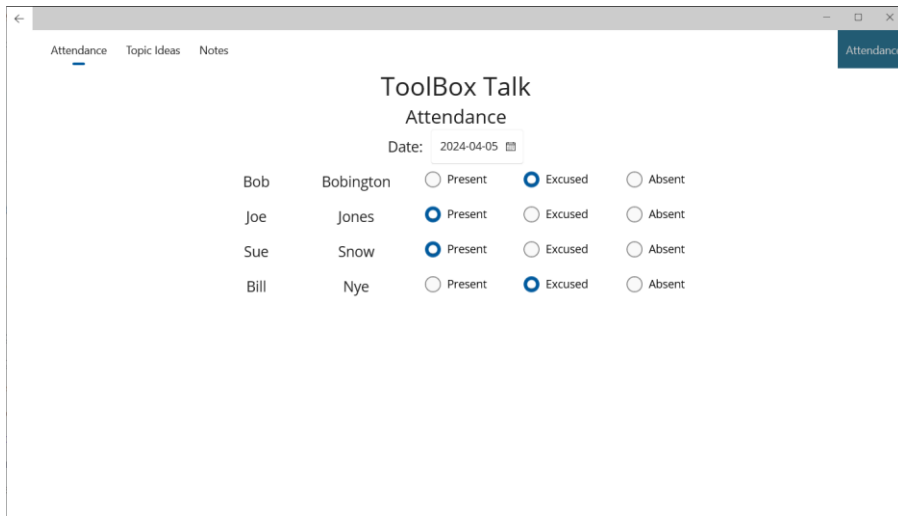 Attendance Topic Ideas Notes Attendance
ToolBox Talk
Attendance
Date: 2024-04-05
Bob Bobington Present Excused Absent
Joe Jones Present Excused Absent
Sue Snow Present Excused Absent
Bill Nye Present Excused Absent